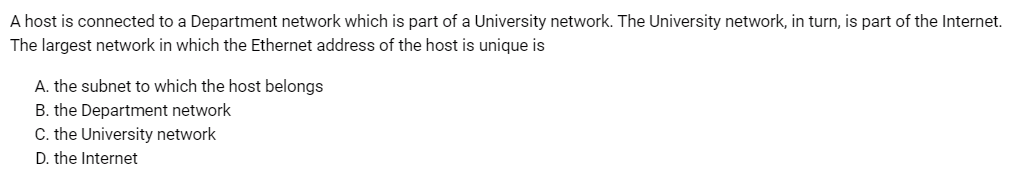 A host is connected to a Department network which is part of a University network. The University network, in turn, is part of the Internet.
The largest network in which the Ethernet address of the host is unique is
A. the subnet to which the host belongs
B. the Department network
C. the University network
D. the Internet